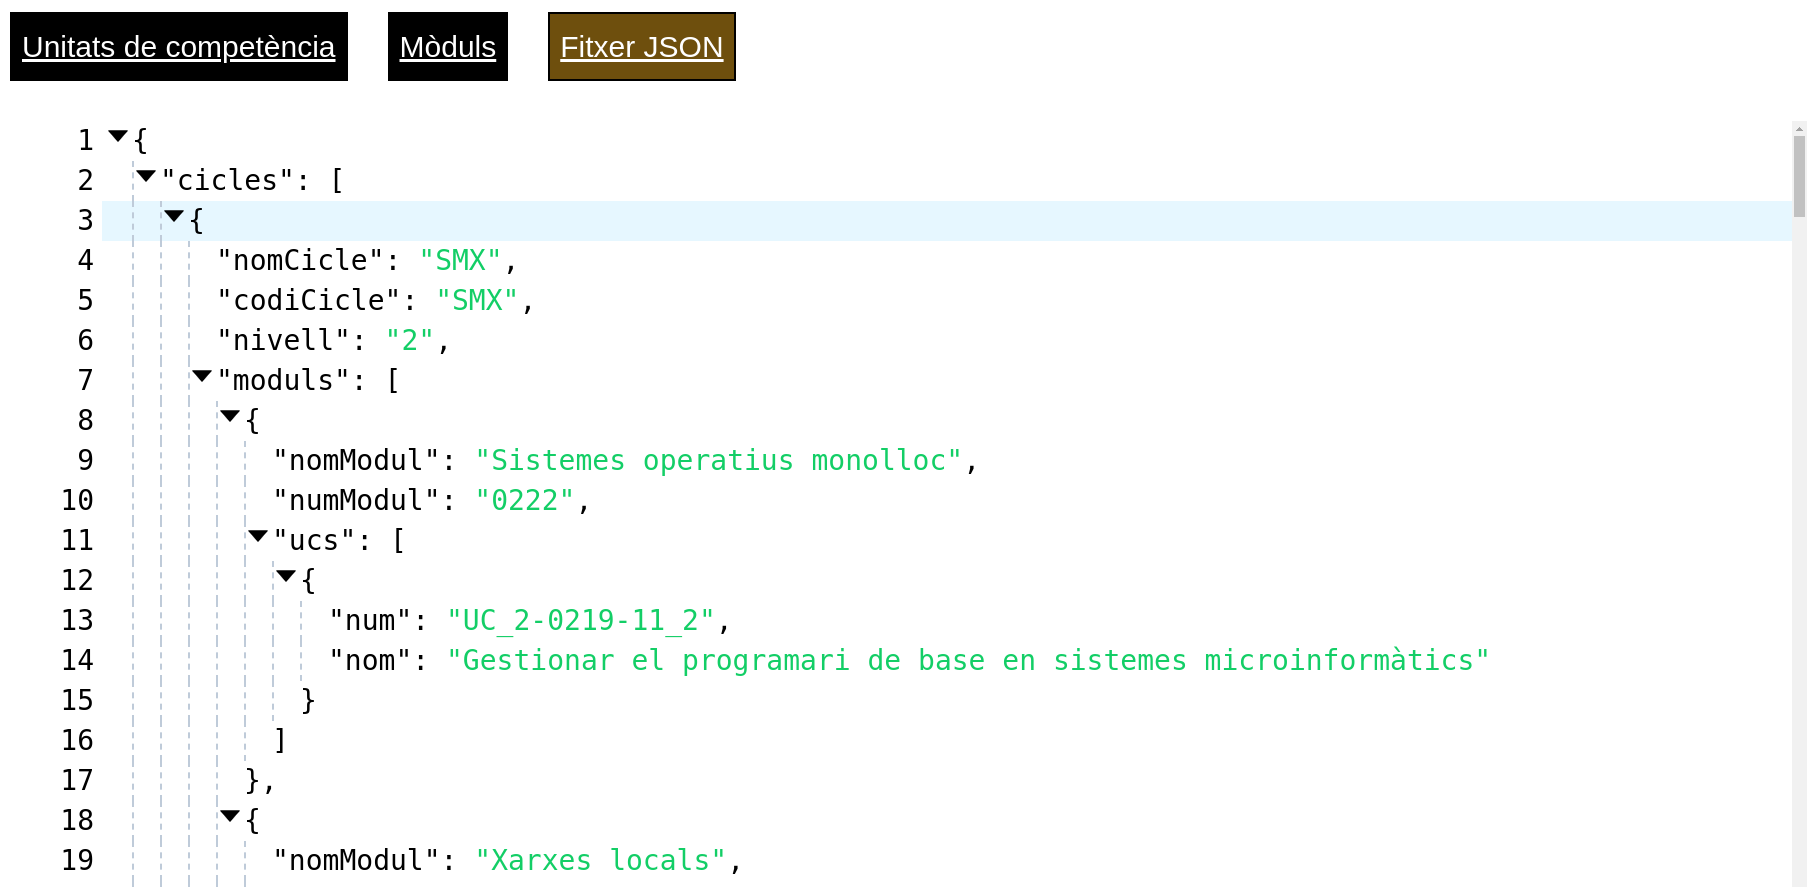 Unitats de competència Mòduls Fitxer JSON
1 {
2 "cicles": [
3 {
4 "nomCicle": "SMX",
5 "codiCicle": "SMX",
6 "nivell": "2",
7 "moduls": [
8 {
9 "nomModul": "Sistemes operatius monolloc",
10 "numModul": "0222",
11 "ucs": [
12 {
13 "num": "UC_2-0219-11_2",
14 "nom": "Gestionar el programari de base en sistemes microinformàtics"
15 }
16 ]
17 },
18 {
19 "nomModul": "Xarxes locals",